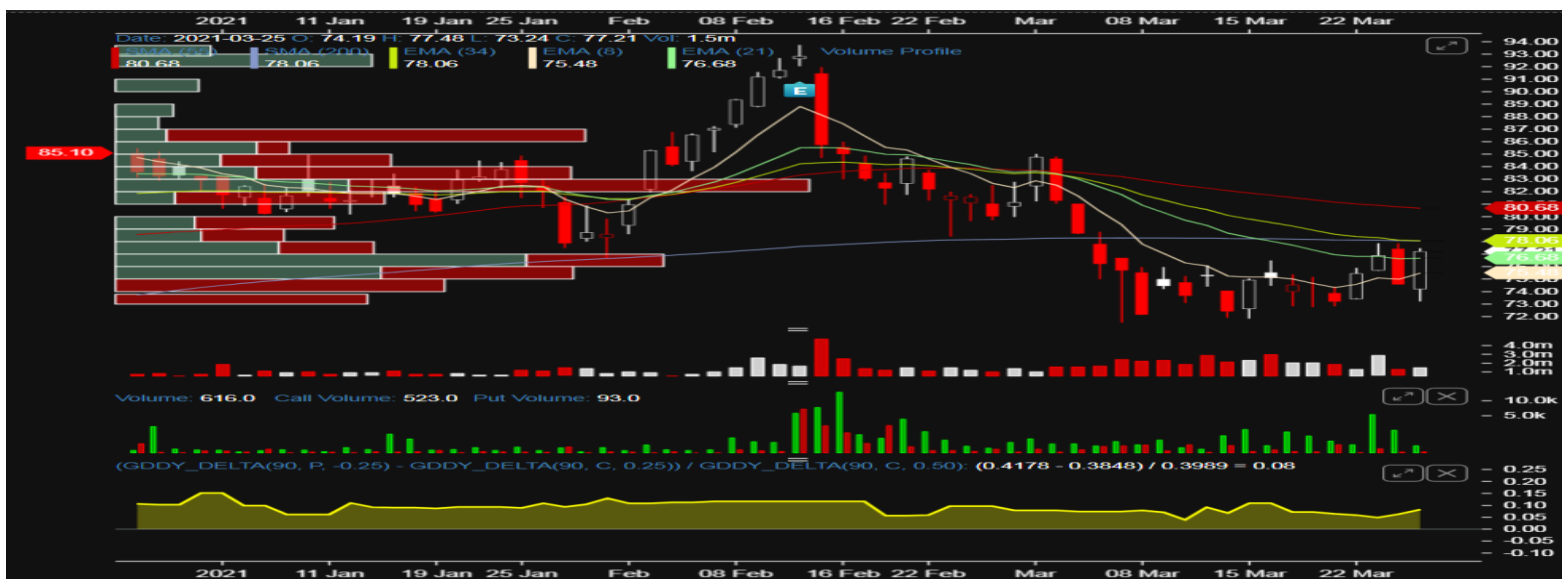 2021 11 Jan 19 Jan 25 Jan Feb 08 Feb 16 Feb 22 Feb Mar 08 Mar 15 Mar 22 Mar
Date: 2021-03-25 O: 74.19 H: 77.48 L: 73.24 C: 77.21 Vol: 1.5m
SMA (200) EMA (34) EMA (8) EMA (21) Volume Profile
80.68 78.06 78.06 75.48 76.68
94.00
93.00
92.00
91.00
90.00
E
89.00
88.00
87.00
86.00
85.10
85.00
84.00
83.00
82.00
80.68
80.00
79.00
78.06
76.68
75.48
74.00
73.00
72.00
4.0m
3.0m
2.0m
1.0m
Volume: 616.0 Call Volume: 523.0 Put Volume: 93.0
10.0k
5.0k
(GDDY_DELTA(90, P, -0.25) - GDDY_DELTA(90, C, 0.25)) / GDDY_DELTA(90, C, 0.50): (0.4178 - 0.3848) / 0.3989 = 0.08
0.25
0.20
0.15
0.10
0.05
0.00
-0.05
-0.10
2021 11 Jan 19 Jan 25 Jan Feb 08 Feb 16 Feb 22 Feb Mar 08 Mar 15 Mar 22 Mar